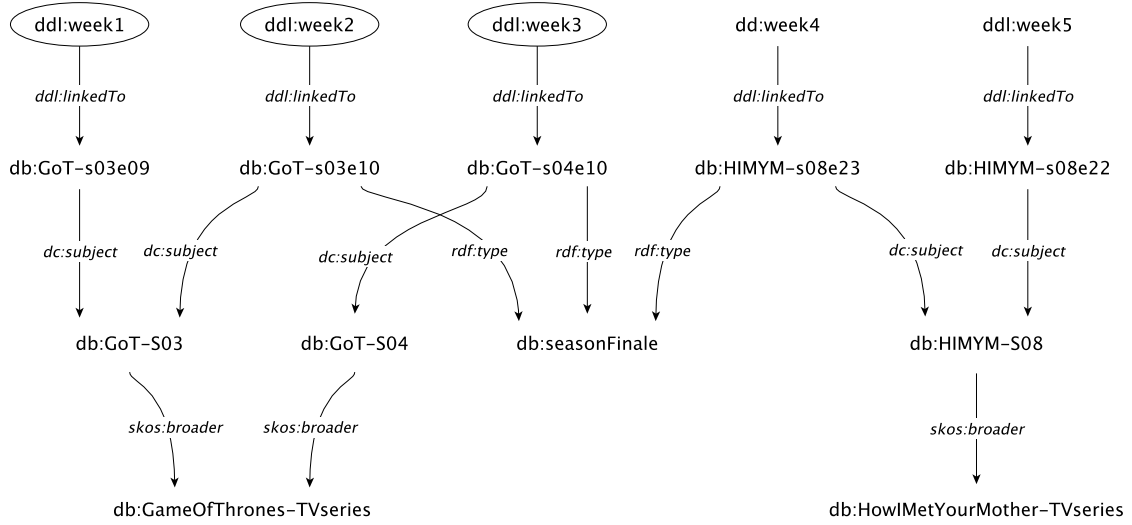 ddl:week1 ddl:week2 ddl:week3 dd:week4 ddl:week5
ddl:linkedTo ddl:linkedTo ddl:linkedTo ddl:linkedTo ddl:linkedTo
db:GoT-s03e09 db:GoT-s03e10 db:GoT-s04e10 db:HIMYM-s08e23 db:HIMYM-s08e22
dc:subject dc:subject dc:subject rdf:type rdf:type rdf:type dc:subject dc:subject
db:GoT-S03 db:GoT-S04 db:seasonFinale db:HIMYM-S08
skos:broader skos:broader skos:broader
db:GameOfThrones-TVseries db:HowIMetYourMother-TVseries